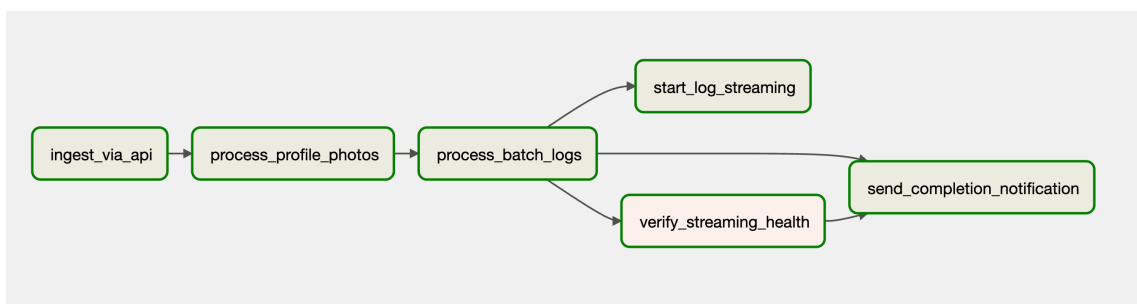 ingest_via_api
process_profile_photos
process_batch_logs
start_log_streaming
verify_streaming_health
send_completion_notification